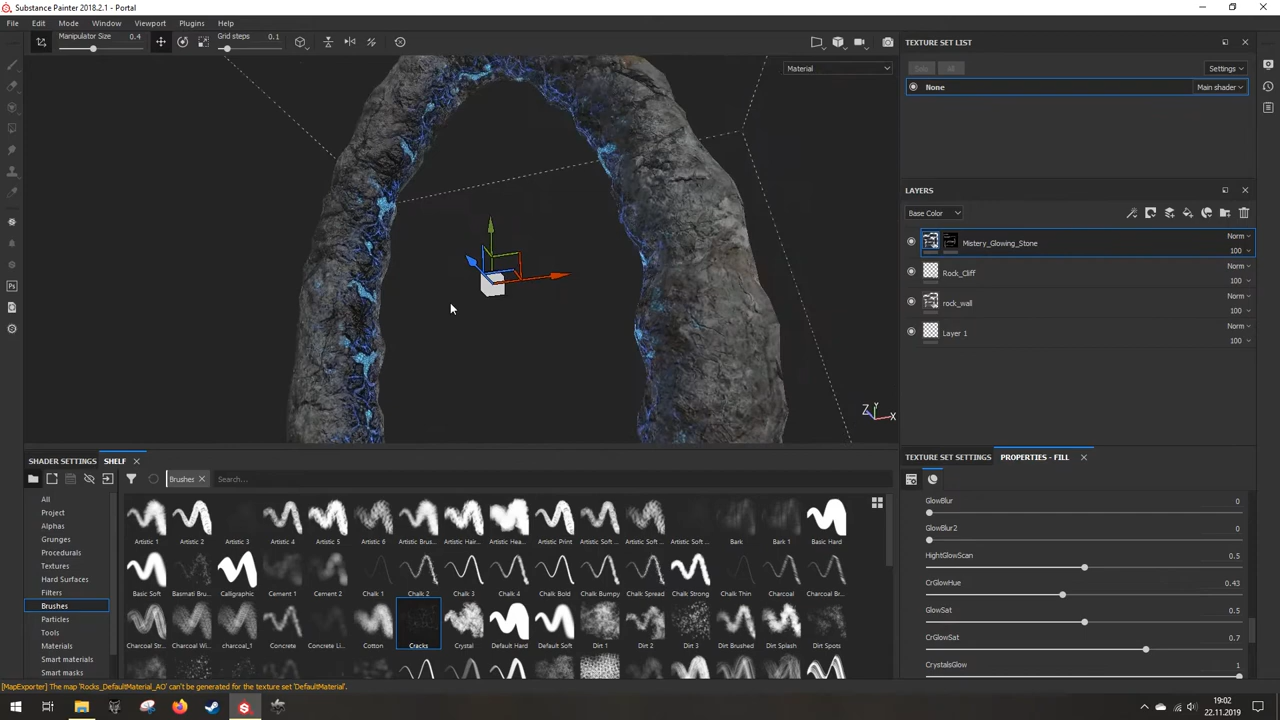 Substance Painter 2018.2.1 - Portal
File Edit Mode Window Viewport Plugins Help
Manipulator Size 0.4 Grid steps 0.1
Material
TEXTURE SET LIST
Solo All Settings
None Main shader
LAYERS
Base Color
Mistery_Glowing_Stone Norm 100
Rock_Cliff Norm 100
rock_wall Norm 100
Layer 1 Norm 100
Z Y X
SHADER SETTINGS SHELF
Brushes Search...
All
Project
Alphas
Grunges
Procedurals
Textures
Hard Surfaces
Filters
Brushes
Particles
Tools
Materials
Smart materials
Smart masks
Artistic 1 Artistic 2 Artistic 3 Artistic 4 Artistic 5 Artistic 6 Artistic Brus... Artistic Hair... Artistic Hea... Artistic Print Artistic Soft ... Artistic Soft ... Artistic Soft ... Bark Bark 1 Basic Hard
Basic Soft Basmati Bru... Calligraphic Cement 1 Cement 2 Chalk 1 Chalk 2 Chalk 3 Chalk 4 Chalk Bold Chalk Bumpy Chalk Spread Chalk Strong Chalk Thin Charcoal Charcoal Br...
Charcoal Str... Charcoal Wi... charcoal_1 Concrete Concrete Li... Cotton Cracks Crystal Default Hard Default Soft Dirt 1 Dirt 2 Dirt 3 Dirt Brushed Dirt Splash Dirt Spots
TEXTURE SET SETTINGS PROPERTIES - FILL
GlowBlur 0
GlowBlur2 0
HightGlowScan 0.5
CrGlowHue 0.43
GlowSat 0.5
CrGlowSat 0.7
CrystalsGlow 1
[MapExporter] The map 'Rocks_DefaultMaterial_AO' can't be generated for the texture set 'DefaultMaterial'.
Ps
19:02
22.11.2019